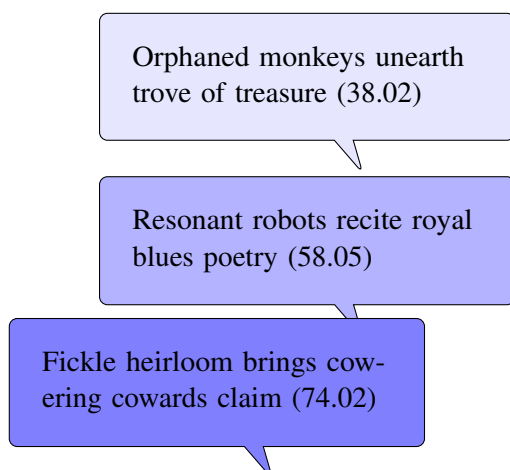 Orphaned monkeys unearth
trove of treasure (38.02)
Resonant robots recite royal
blues poetry (58.05)
Fickle heirloom brings cow-
ering cowards claim (74.02)